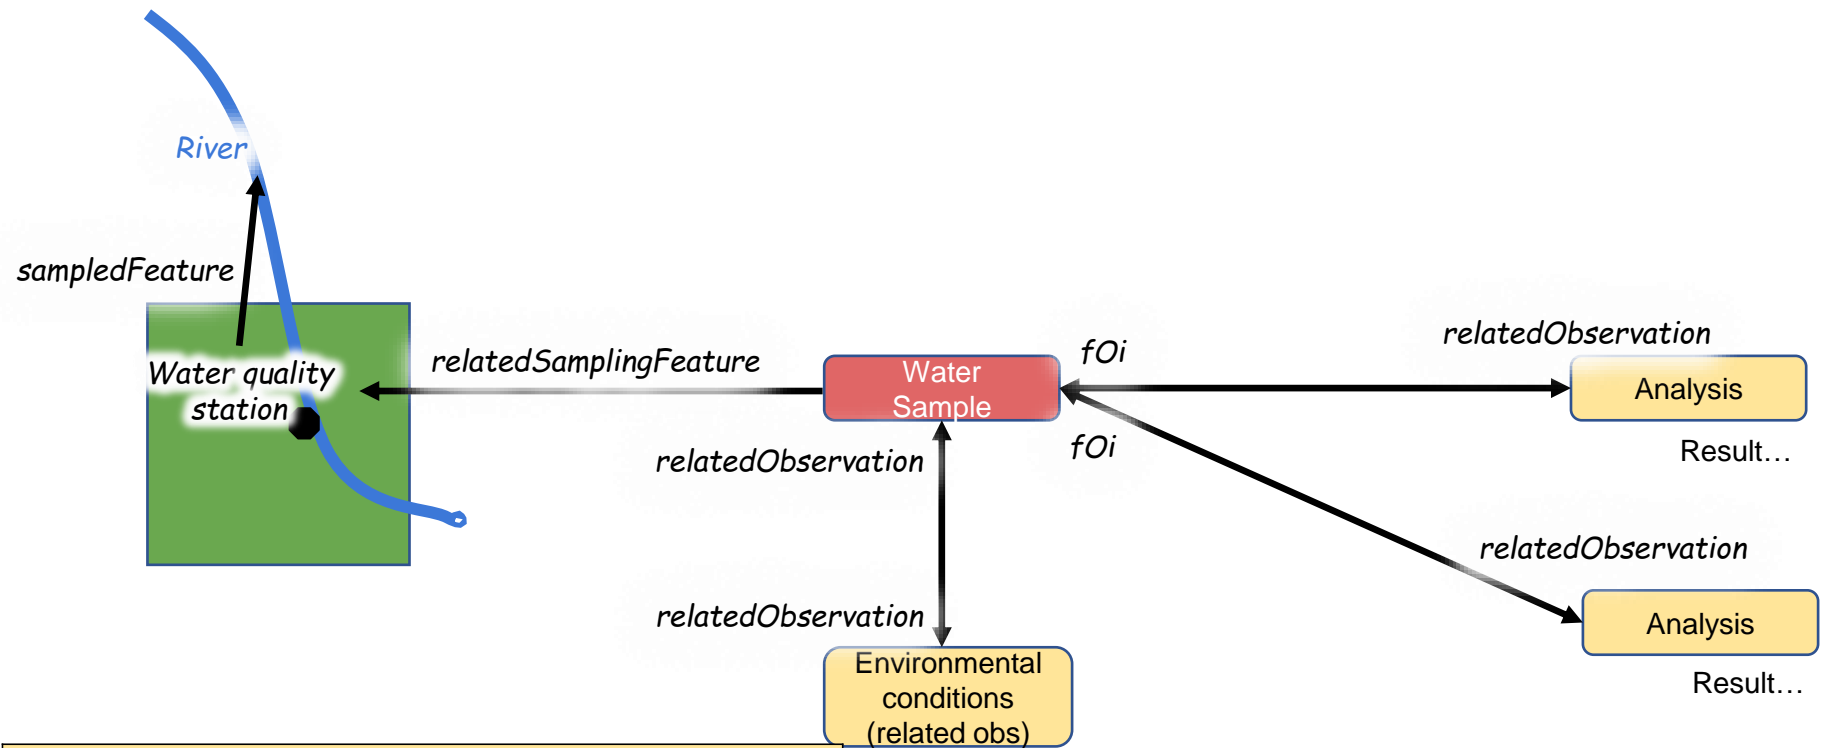 River
sampledFeature
Water quality
station
relatedSamplingFeature
Water
Sample
fOi
relatedObservation
Analysis
Result…
fOi
relatedObservation
relatedObservation
Analysis
Result…
relatedObservation
Environmental
conditions
(related obs)